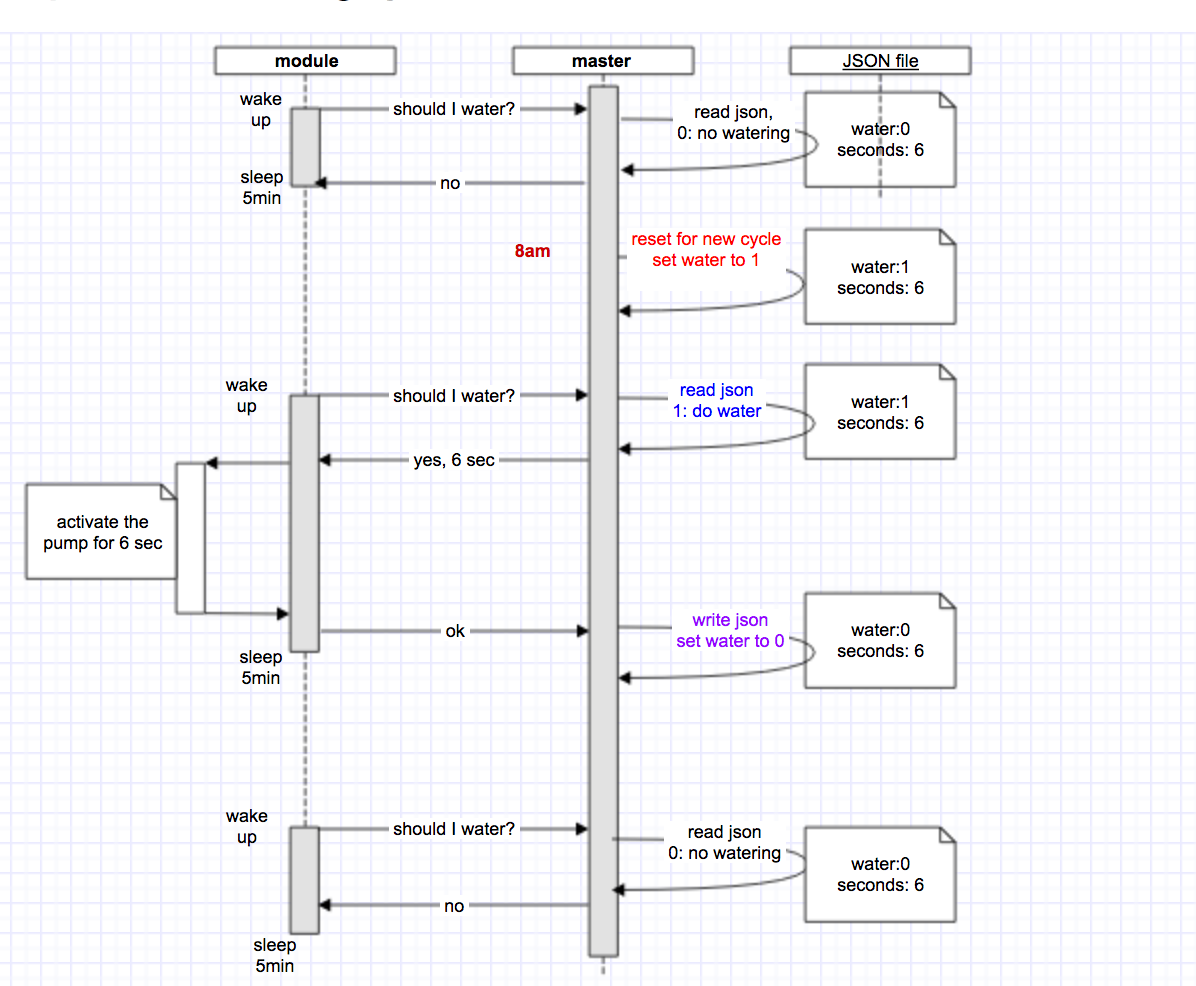 module
master
JSON file
wake
up
should I water?
read json,
0: no watering
water:0
seconds: 6
sleep
5min
no
8am
reset for new cycle
set water to 1
water:1
seconds: 6
wake
up
should I water?
read json
1: do water
water:1
seconds: 6
yes, 6 sec
activate the
pump for 6 sec
ok
write json
set water to 0
water:0
seconds: 6
sleep
5min
wake
up
should I water?
read json
0: no watering
water:0
seconds: 6
no
sleep
5min